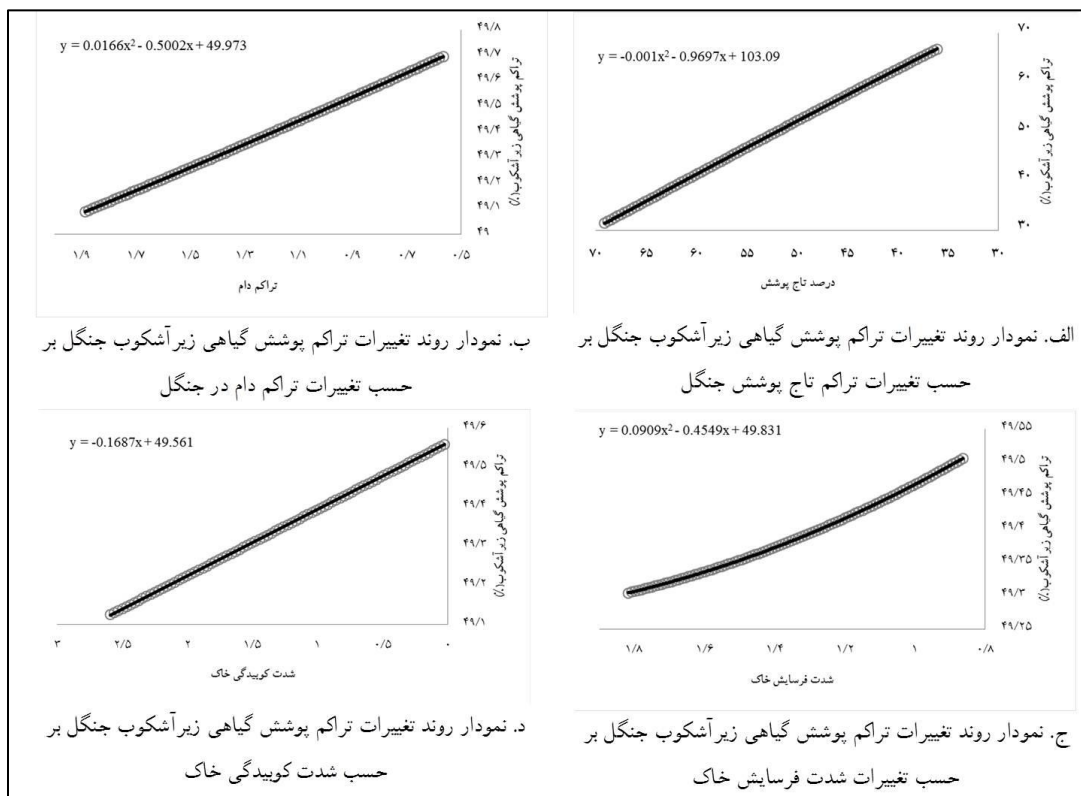 ۷۰
۶۰
۵۰
۴۰
۳۰
تراکم پوشش گیاهی زیرآشکوب(٪)
y = -0.001x² - 0.9697x + 103.09
۷۰ ۶۵ ۶۰ ۵۵ ۵۰ ۴۵ ۴۰ ۳۵ ۳۰
درصد تاج پوشش
الف. نمودار روند تغییرات تراکم پوشش گیاهی زیرآشکوب جنگل بر
حسب تغییرات تراکم تاج پوشش جنگل
۴۹/۸
۴۹/۷
۴۹/۶
۴۹/۵
۴۹/۴
۴۹/۳
۴۹/۲
۴۹/۱
۴۹
تراکم پوشش گیاهی زیرآشکوب(٪)
y = 0.0166x² - 0.5002x + 49.973
۱/۹ ۱/۷ ۱/۵ ۱/۳ ۱/۱ ۰/۹ ۰/۷ ۰/۵
تراکم دام
ب. نمودار روند تغییرات تراکم پوشش گیاهی زیرآشکوب جنگل بر
حسب تغییرات تراکم دام در جنگل
۴۹/۵۵
۴۹/۵
۴۹/۴۵
۴۹/۴
۴۹/۳۵
۴۹/۳
۴۹/۲۵
تراکم پوشش گیاهی زیرآشکوب(٪)
y = 0.0909x² - 0.4549x + 49.831
۱/۸ ۱/۶ ۱/۴ ۱/۲ ۱ ۰/۸
شدت فرسایش خاک
ج. نمودار روند تغییرات تراکم پوشش گیاهی زیرآشکوب جنگل بر
حسب تغییرات شدت فرسایش خاک
۴۹/۶
۴۹/۵
۴۹/۴
۴۹/۳
۴۹/۲
۴۹/۱
تراکم پوشش گیاهی زیرآشکوب(٪)
y = -0.1687x + 49.561
۳ ۲/۵ ۲ ۱/۵ ۱ ۰/۵ ۰
شدت کوبیدگی خاک
د. نمودار روند تغییرات تراکم پوشش گیاهی زیرآشکوب جنگل بر
حسب شدت کوبیدگی خاک